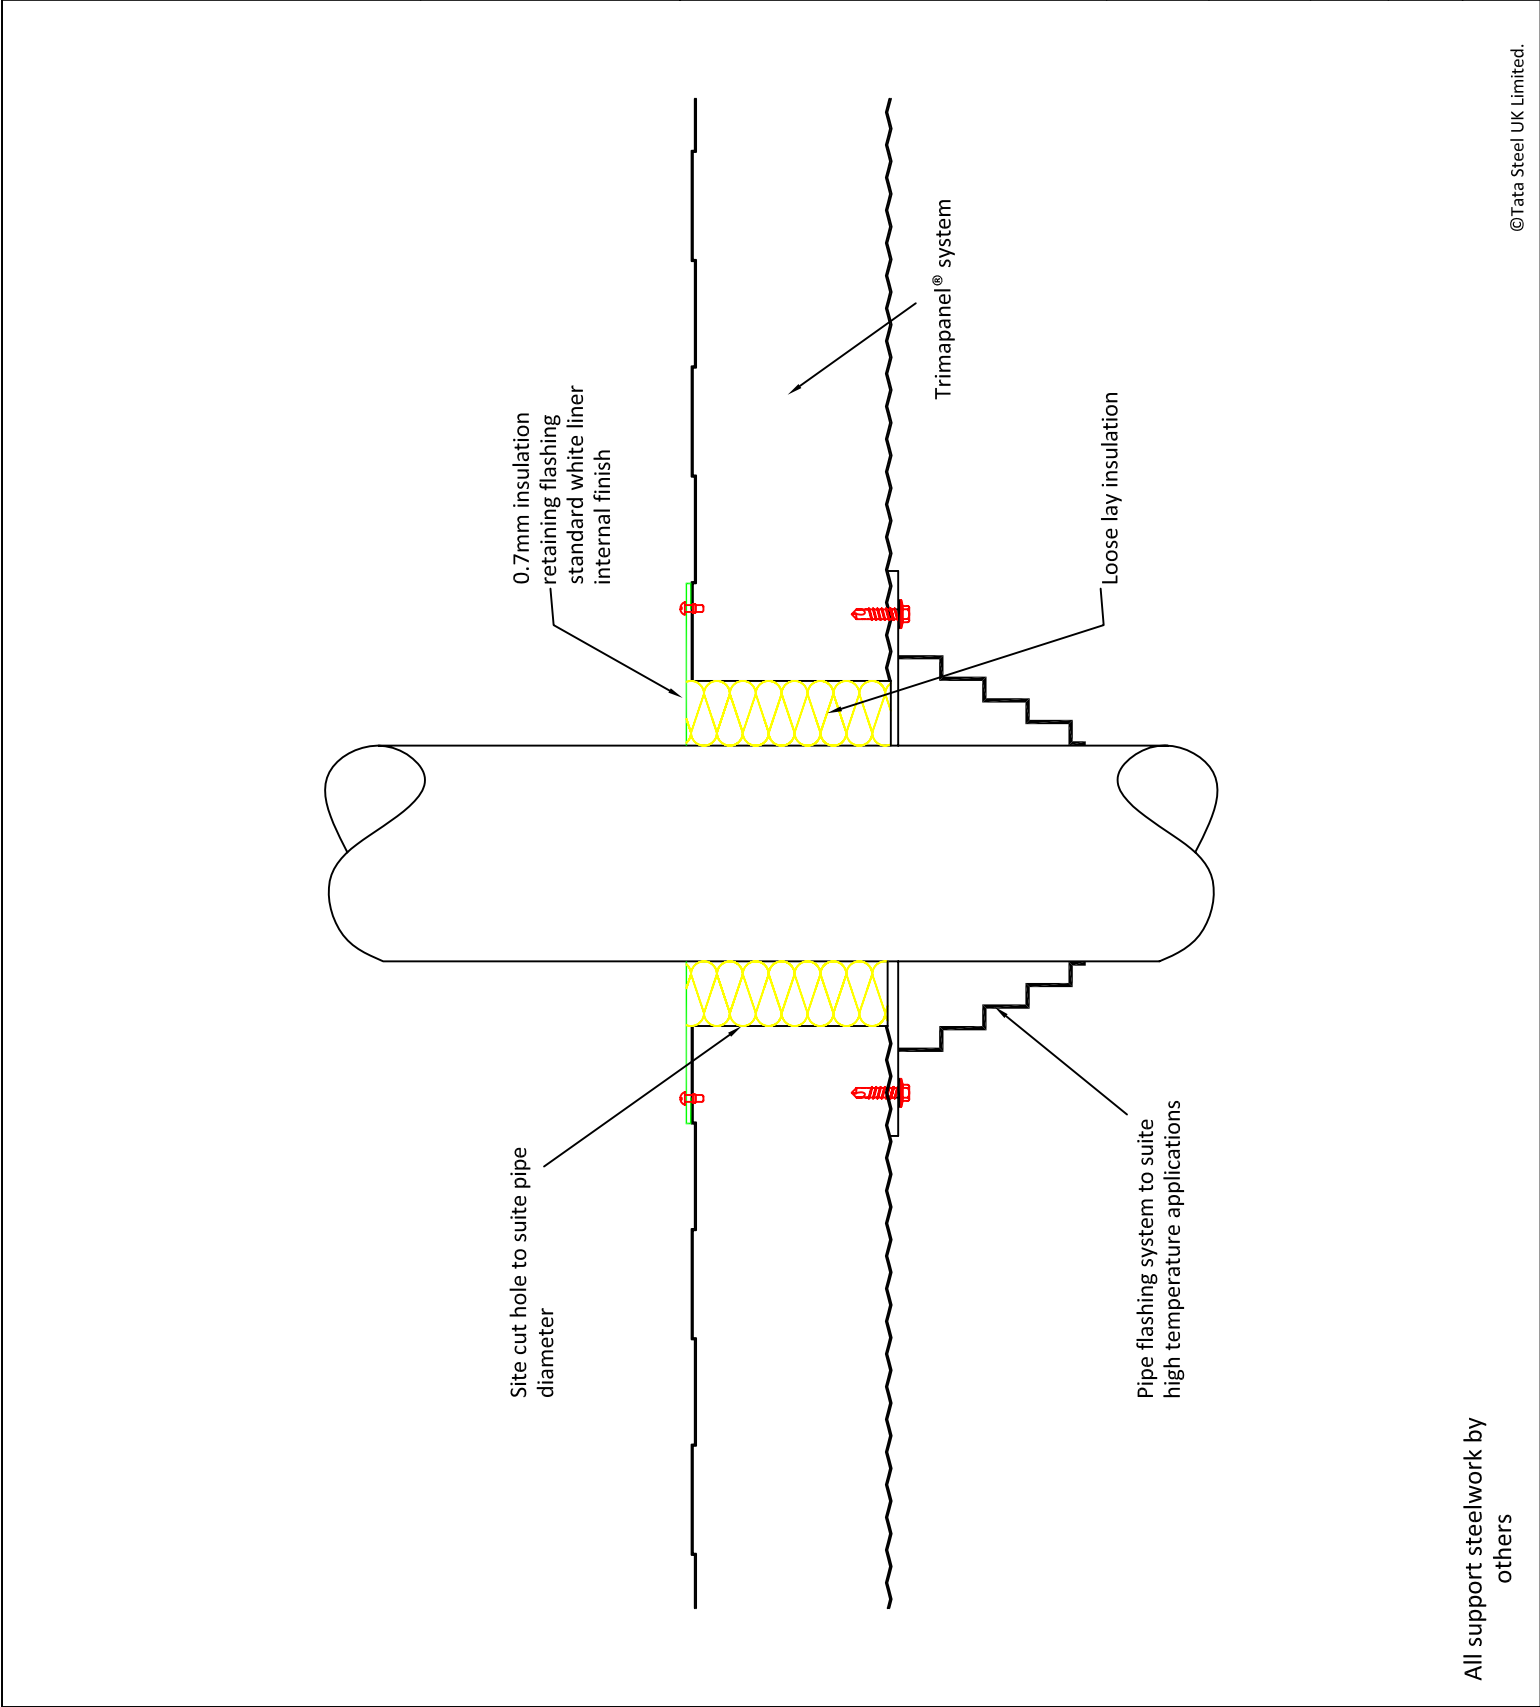 Site cut hole to suite pipe
diameter
0.7mm insulation
retaining flashing
standard white liner
internal finish
Trimapanel® system
Loose lay insulation
Pipe flashing system to suite
high temperature applications
All support steelwork by
others
©Tata Steel UK Limited.